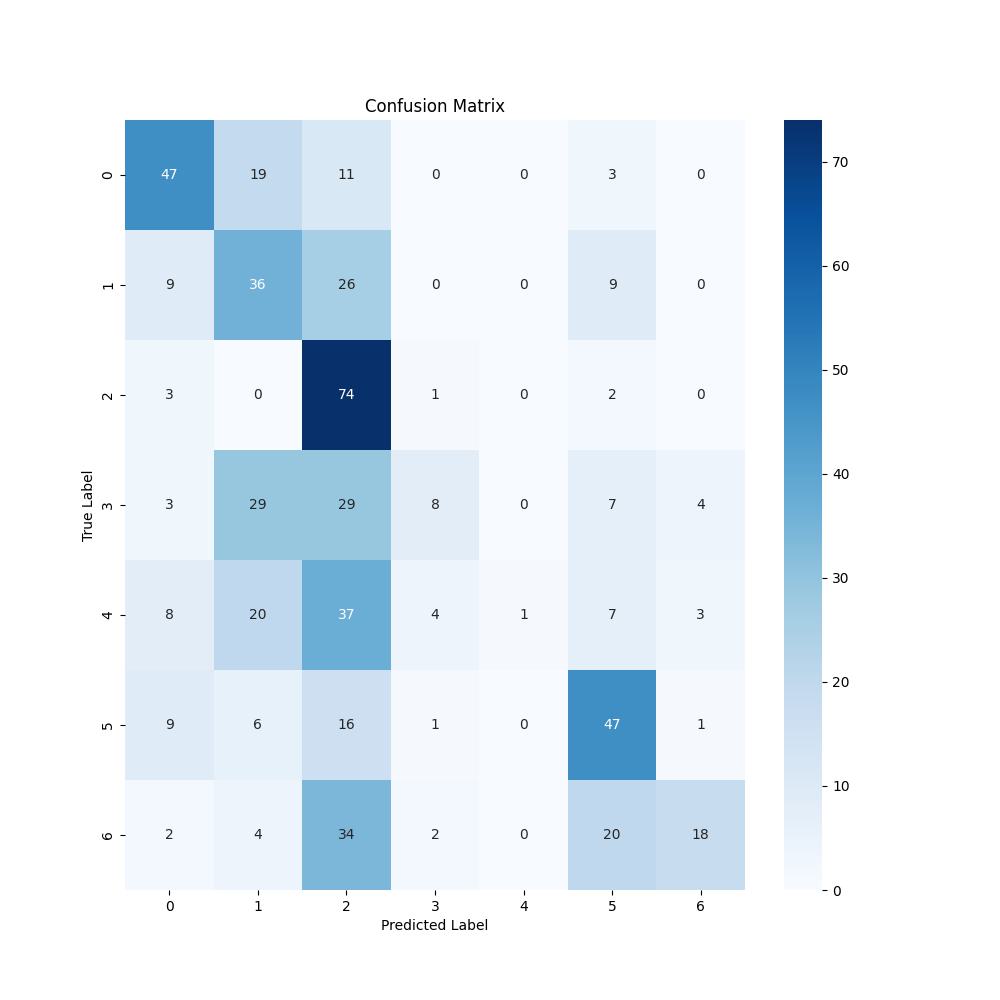 Confusion Matrix
0 47 19 11 0 0 3 0
1 9 36 26 0 0 9 0
2 3 0 74 1 0 2 0
3 3 29 29 8 0 7 4
4 8 20 37 4 1 7 3
5 9 6 16 1 0 47 1
6 2 4 34 2 0 20 18
0 1 2 3 4 5 6
Predicted Label
True Label
70
60
50
40
30
20
10
0